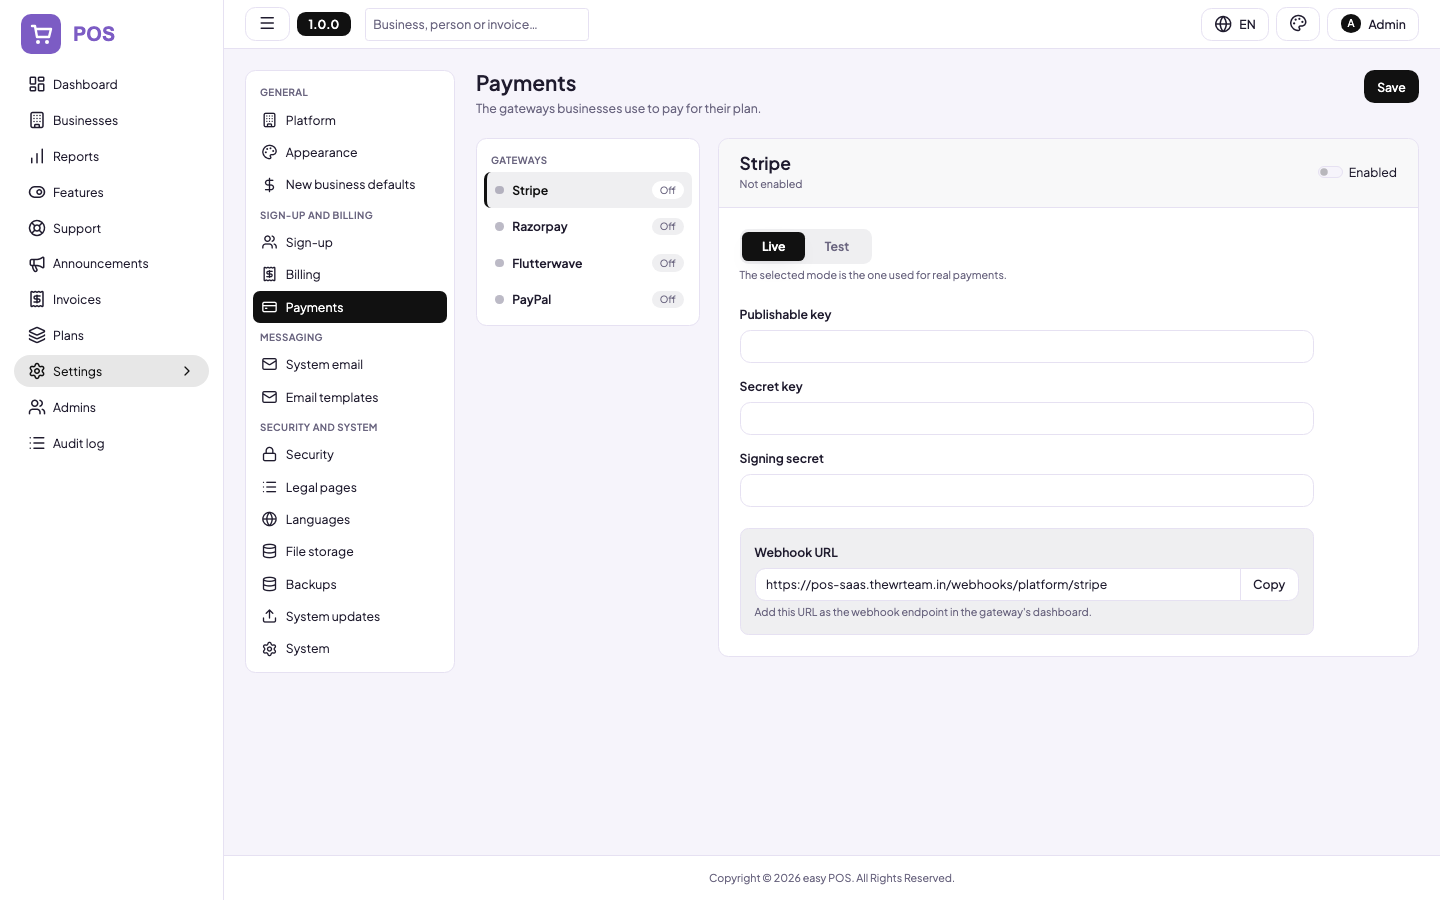 POS
1.0.0
Business, person or invoice...
EN
A
Admin
Dashboard
Businesses
Reports
Features
Support
Announcements
Invoices
Plans
Settings
Admins
Audit log
GENERAL
Platform
Appearance
New business defaults
SIGN-UP AND BILLING
Sign-up
Billing
Payments
MESSAGING
System email
Email templates
SECURITY AND SYSTEM
Security
Legal pages
Languages
File storage
Backups
System updates
System
Payments
The gateways businesses use to pay for their plan.
Save
GATEWAYS
Stripe Off
Razorpay Off
Flutterwave Off
PayPal Off
Stripe
Not enabled
Enabled
Live Test
The selected mode is the one used for real payments.
Publishable key
Secret key
Signing secret
Webhook URL
https://pos-saas.thewrteam.in/webhooks/platform/stripe Copy
Add this URL as the webhook endpoint in the gateway's dashboard.
Copyright © 2026 easy POS. All Rights Reserved.